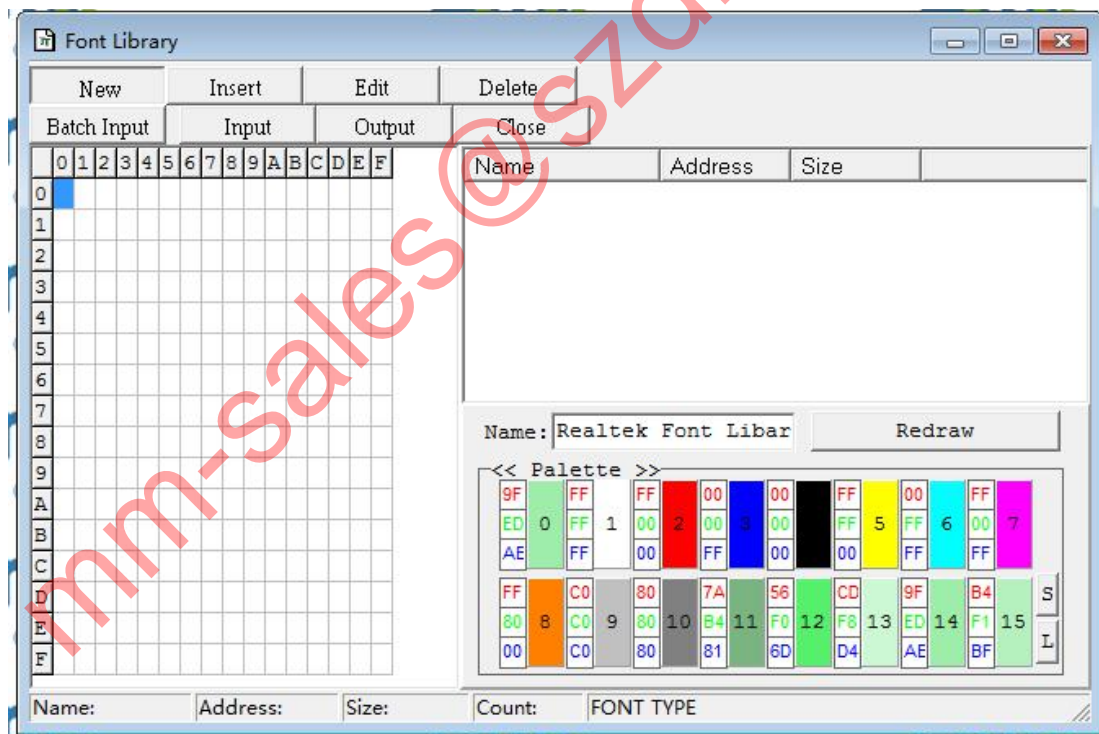 Font Library
New Insert Edit Delete
Batch Input Input Output Close
0 1 2 3 4 5 6 7 8 9 A B C D E F
Name Address Size
0
1
2
3
4
5
6
7
8
9
A
B
C
D
E
F
Name: Realtek Font Libar Redraw
<< Palette >>
9F FF FF 00 00 FF 00 FF
ED 0 FF 1 00 2 00 3 00 FF 5 FF 6 00 7
AE FF 00 FF 00 00 FF FF
FF C0 80 7A 56 CD 9F B4 S
80 8 C0 9 80 10 B4 11 F0 12 F8 13 ED 14 F1 15
00 C0 80 81 6D D4 AE BF L
Name: Address: Size: Count: FONT TYPE
mm-sales@szd